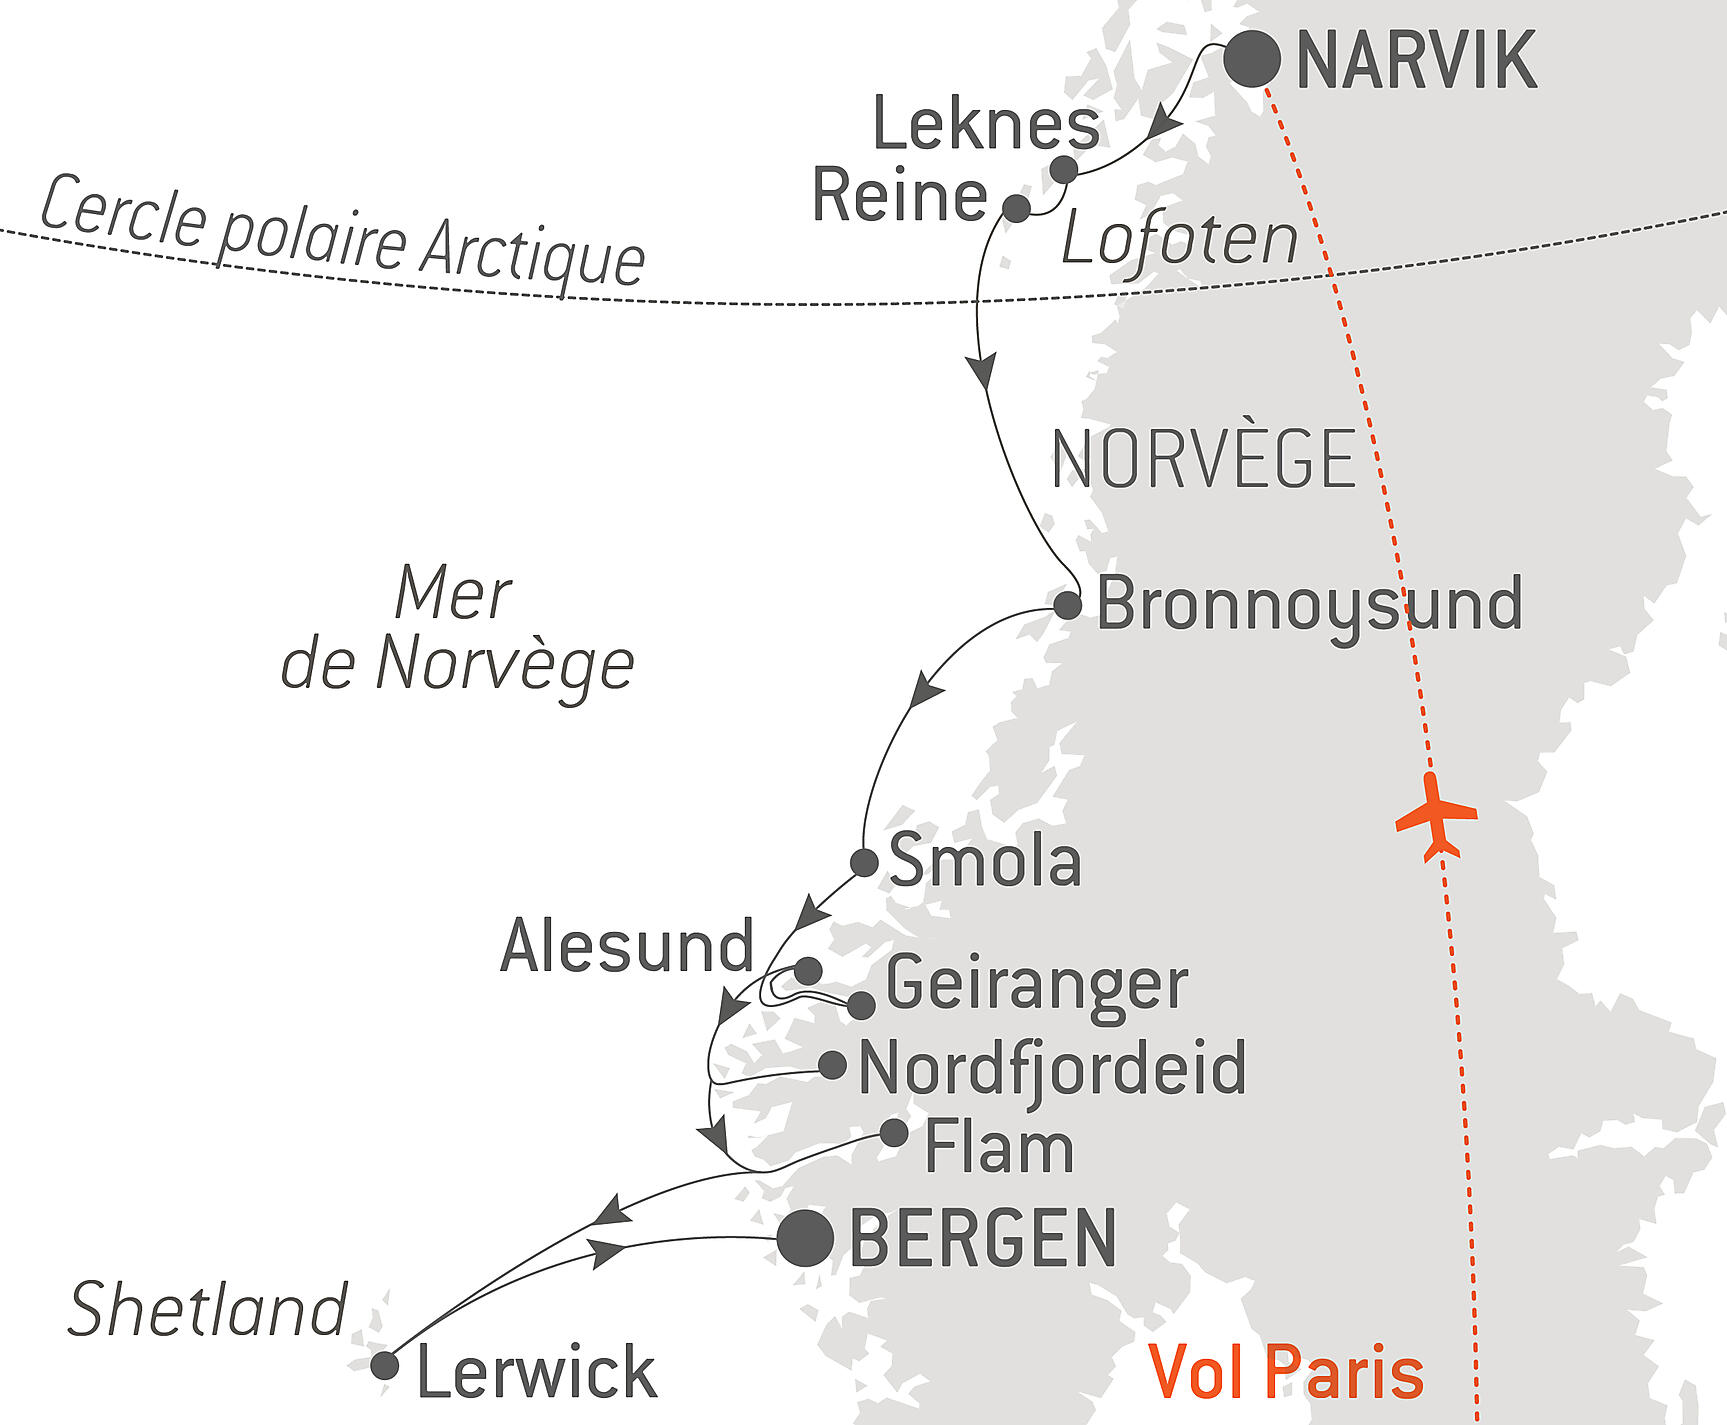 NARVIK
Leknes
Reine
Lofoten
Cercle polaire Arctique
NORVÈGE
Mer
de Norvège
Bronnoysund
Smola
Alesund
Geiranger
Nordfjordeid
Flam
BERGEN
Shetland
Lerwick
Vol Paris